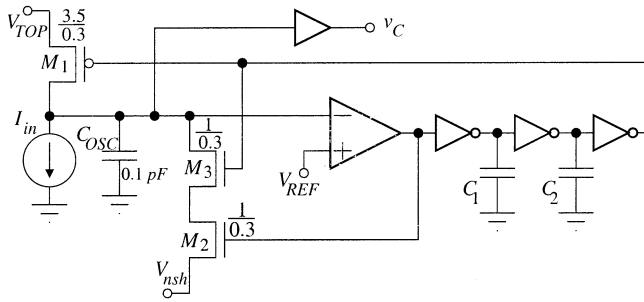 V_TOP
3.5
0.3
M_1
v_C
I_in
C_OSC
0.1 pF
1
0.3
M_3
−
+
V_REF
C_1
C_2
1
0.3
M_2
V_nsh